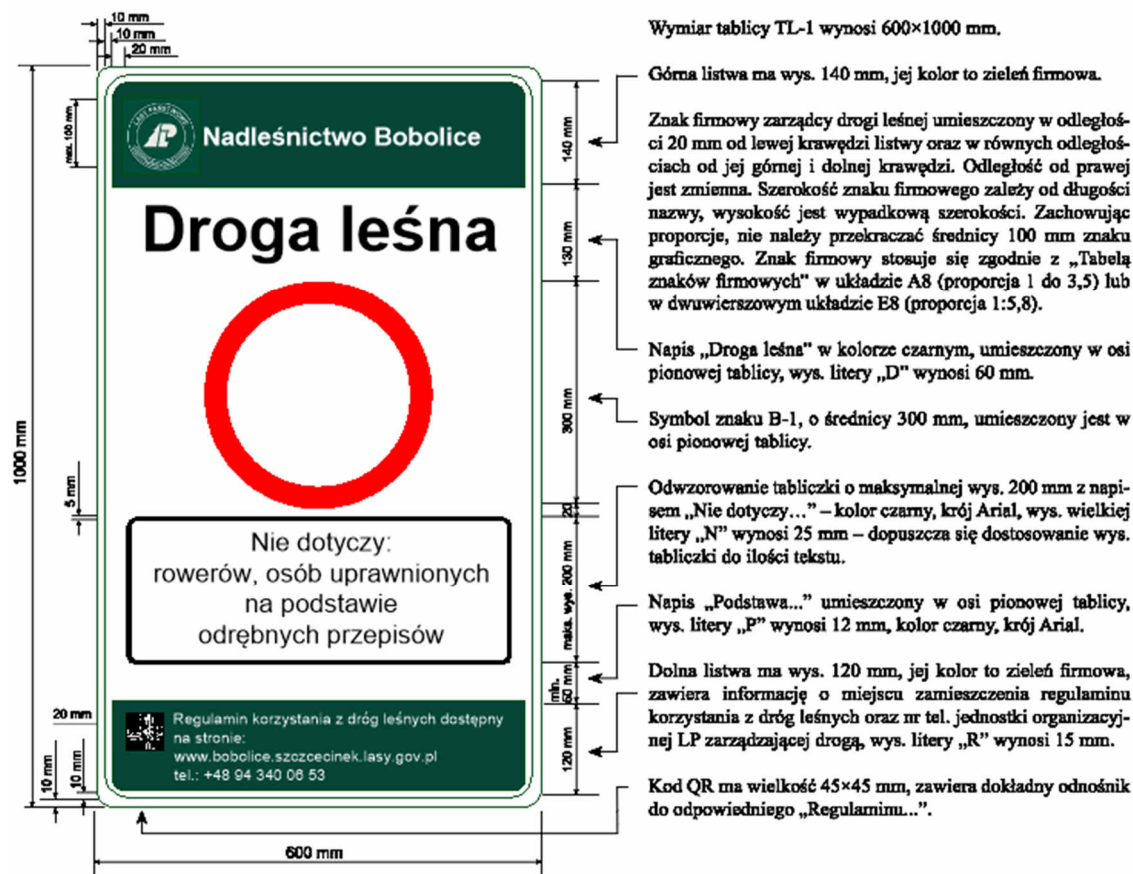 10 mm
10 mm
20 mm
1000 mm
max. 100 mm
LASY PAŃSTWOWE
Nadleśnictwo Bobolice
Droga leśna
5 mm
Nie dotyczy:
rowerów, osób uprawnionych
na podstawie
odrębnych przepisów
20 mm
10 mm
10 mm
Regulamin korzystania z dróg leśnych dostępny
na stronie:
www.bobolice.szczecinek.lasy.gov.pl
tel.: +48 94 340 06 53
600 mm
140 mm
130 mm
300 mm
20
maks. wys. 200 mm
min.
60 mm
120 mm
Wymiar tablicy TL-1 wynosi 600×1000 mm.
Górna listwa ma wys. 140 mm, jej kolor to zieleń firmowa.
Znak firmowy zarządcy drogi leśnej umieszczony w odległoś-
ci 20 mm od lewej krawędzi listwy oraz w równych odległoś-
ciach od jej górnej i dolnej krawędzi. Odległość od prawej
jest zmienna. Szerokość znaku firmowego zależy od długości
nazwy, wysokość jest wypadkową szerokości. Zachowując
proporcje, nie należy przekraczać średnicy 100 mm znaku
graficznego. Znak firmowy stosuje się zgodnie z „Tabelą
znaków firmowych" w układzie A8 (proporcja 1 do 3,5) lub
w dwuwierszowym układzie E8 (proporcja 1:5,8).
Napis „Droga leśna" w kolorze czarnym, umieszczony w osi
pionowej tablicy, wys. litery „D" wynosi 60 mm.
Symbol znaku B-1, o średnicy 300 mm, umieszczony jest w
osi pionowej tablicy.
Odwzorowanie tabliczki o maksymalnej wys. 200 mm z napi-
sem „Nie dotyczy..." – kolor czarny, krój Arial, wys. wielkiej
litery „N" wynosi 25 mm – dopuszcza się dostosowanie wys.
tabliczki do ilości tekstu.
Napis „Podstawa..." umieszczony w osi pionowej tablicy,
wys. litery „P" wynosi 12 mm, kolor czarny, krój Arial.
Dolna listwa ma wys. 120 mm, jej kolor to zieleń firmowa,
zawiera informację o miejscu zamieszczenia regulaminu
korzystania z dróg leśnych oraz nr tel. jednostki organizacyj-
nej LP zarządzającej drogą, wys. litery „R" wynosi 15 mm.
Kod QR ma wielkość 45×45 mm, zawiera dokładny odnośnik
do odpowiedniego „Regulaminu...".